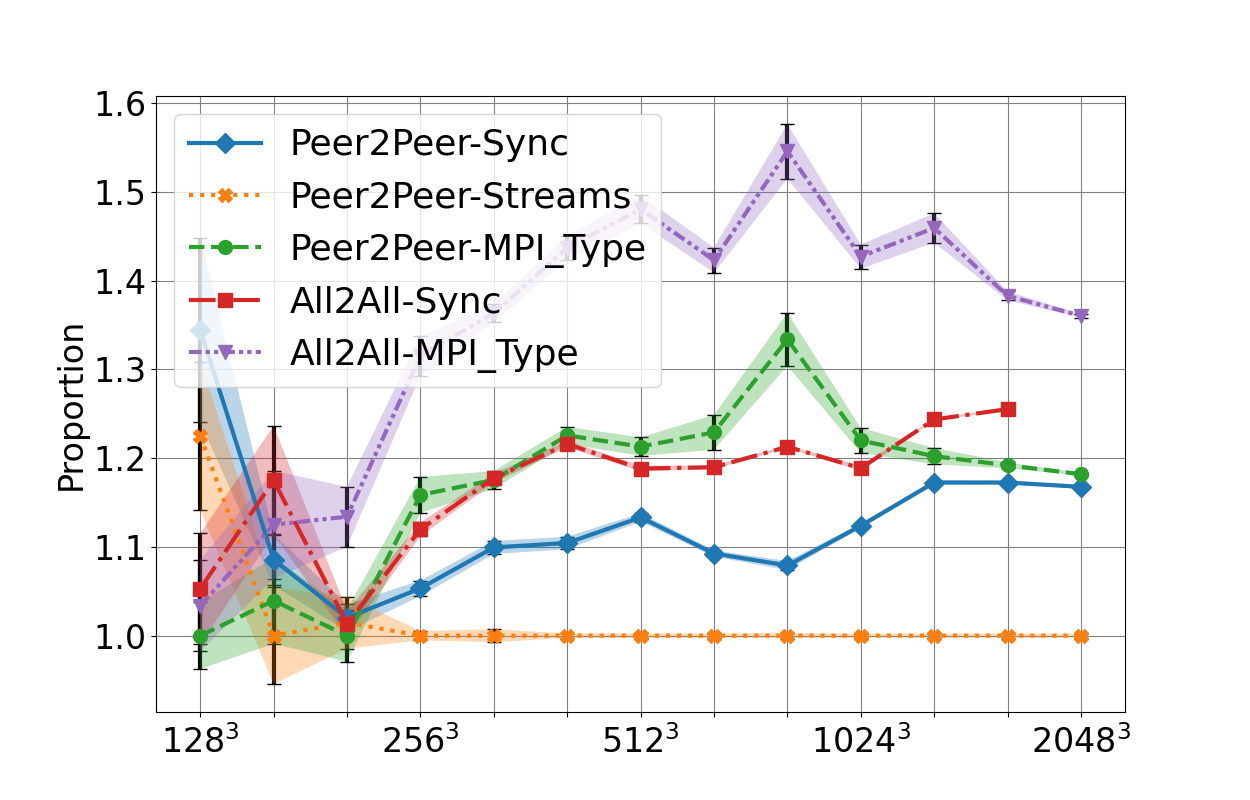 1.6
1.5
1.4
1.3
1.2
1.1
1.0
Proportion
Peer2Peer-Sync
Peer2Peer-Streams
Peer2Peer-MPI_Type
All2All-Sync
All2All-MPI_Type
128³ 256³ 512³ 1024³ 2048³